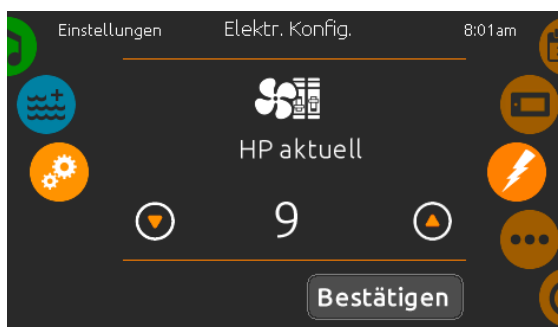 Einstellungen
Elektr. Konfig.
8:01am
HP aktuell
9
Bestätigen